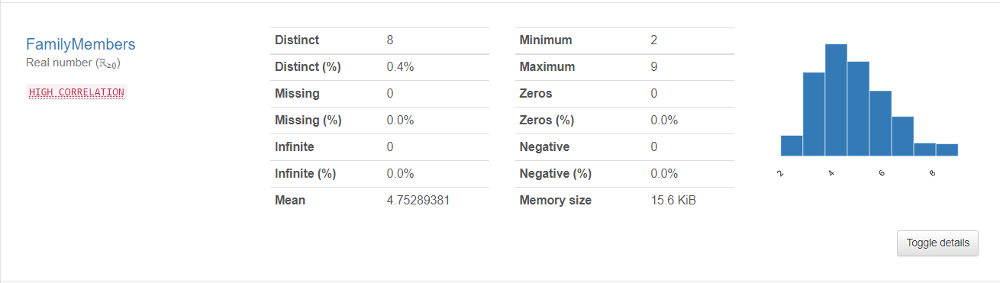 FamilyMembers
Real number (ℝ≥0)
HIGH CORRELATION
Distinct 8
Distinct (%) 0.4%
Missing 0
Missing (%) 0.0%
Infinite 0
Infinite (%) 0.0%
Mean 4.75289381
Minimum 2
Maximum 9
Zeros 0
Zeros (%) 0.0%
Negative 0
Negative (%) 0.0%
Memory size 15.6 KiB
2 4 6 8
Toggle details